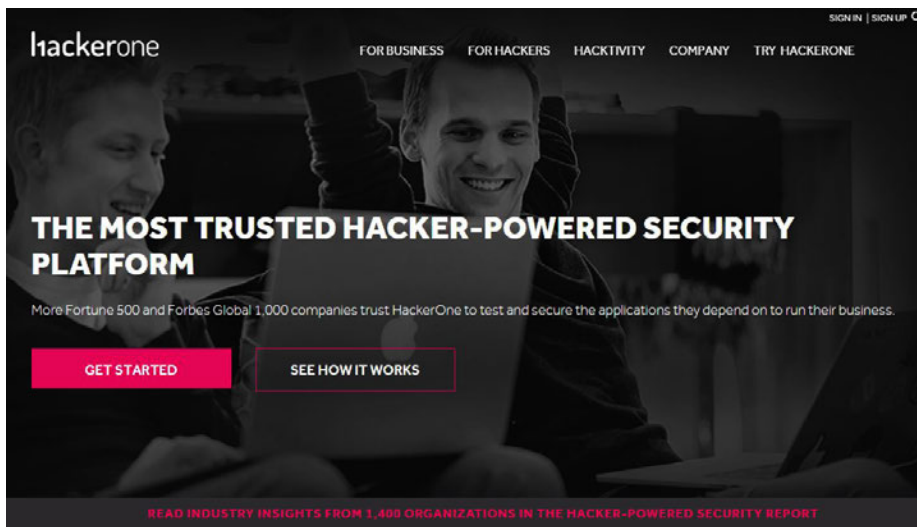 SIGN IN | SIGN UP
hackerone
FOR BUSINESS FOR HACKERS HACKTIVITY COMPANY TRY HACKERONE
THE MOST TRUSTED HACKER-POWERED SECURITY
PLATFORM
More Fortune 500 and Forbes Global 1,000 companies trust HackerOne to test and secure the applications they depend on to run their business.
GET STARTED SEE HOW IT WORKS
READ INDUSTRY INSIGHTS FROM 1,400 ORGANIZATIONS IN THE HACKER-POWERED SECURITY REPORT